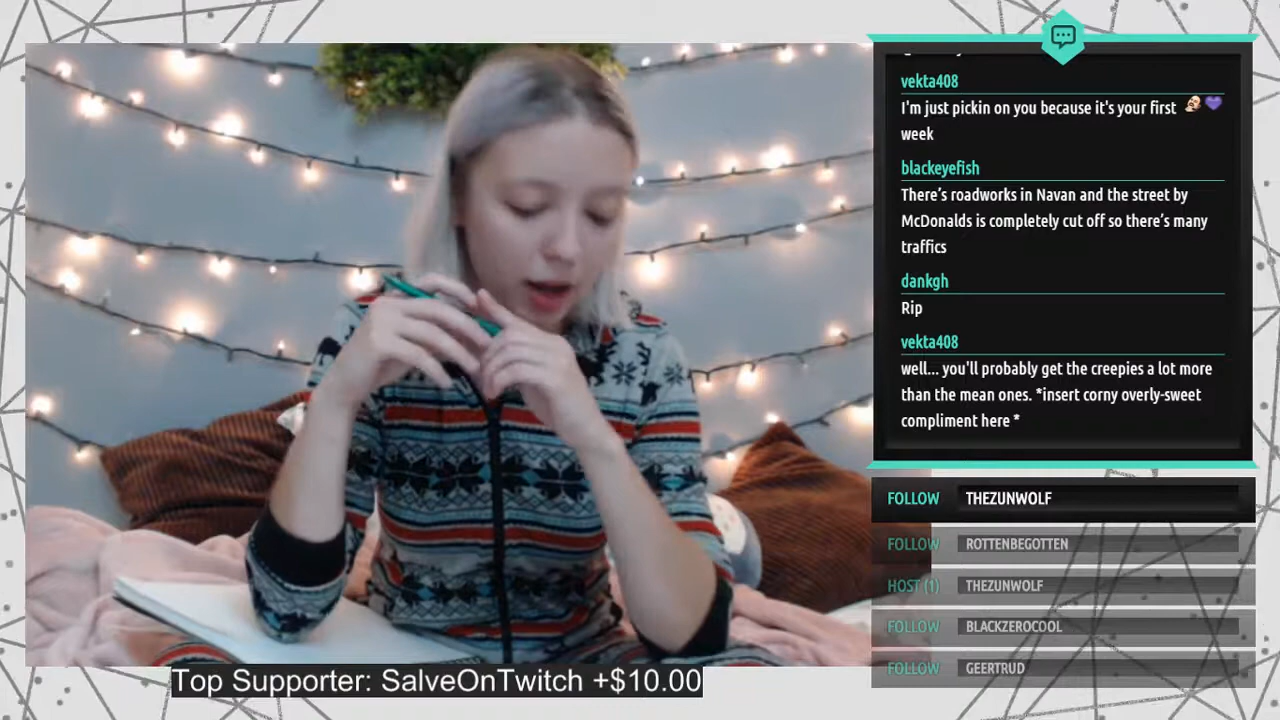 vekta408
I'm just pickin on you because it's your first
week
blackeyefish
There's roadworks in Navan and the street by
McDonalds is completely cut off so there's many
traffics
dankgh
Rip
vekta408
well... you'll probably get the creepies a lot more
than the mean ones. *insert corny overly-sweet
compliment here *
FOLLOW THEZUNWOLF
FOLLOW ROTTENBEGOTTEN
HOST (1) THEZUNWOLF
FOLLOW BLACKZEROCOOL
FOLLOW GEERTRUD
Top Supporter: SalveOnTwitch +$10.00